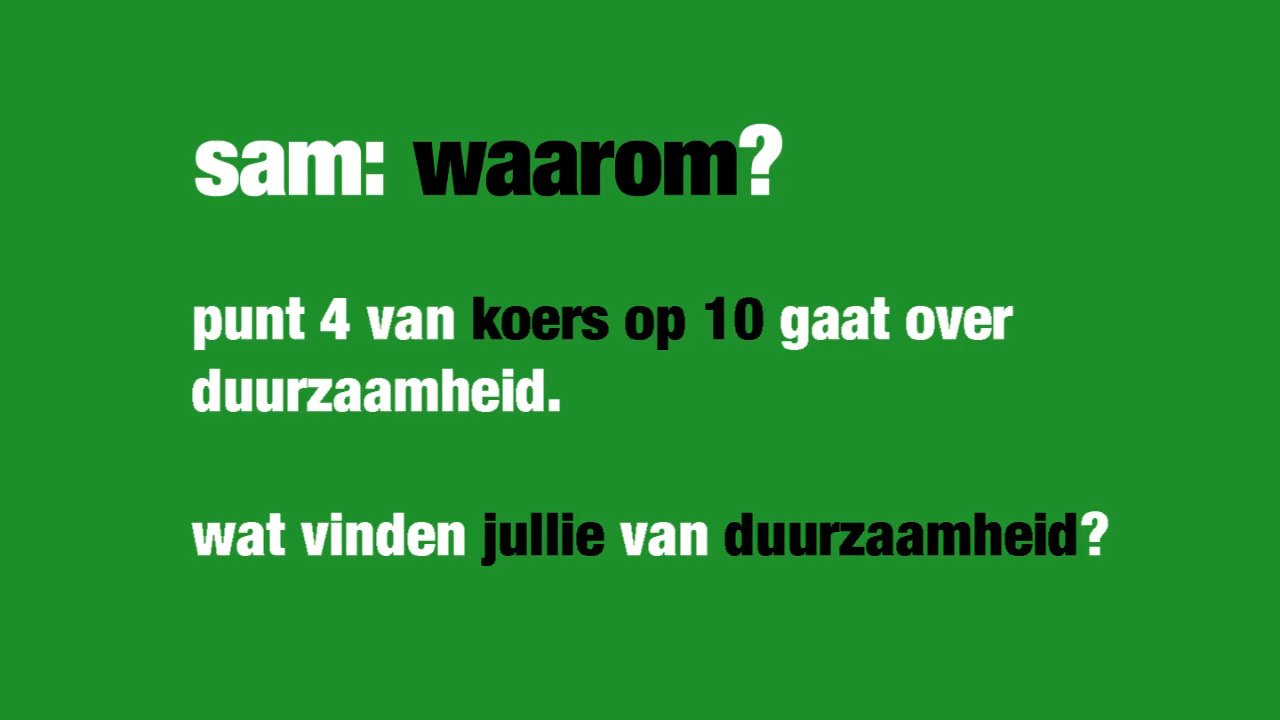 sam: waarom?
punt 4 van koers op 10 gaat over
duurzaamheid.
wat vinden jullie van duurzaamheid?